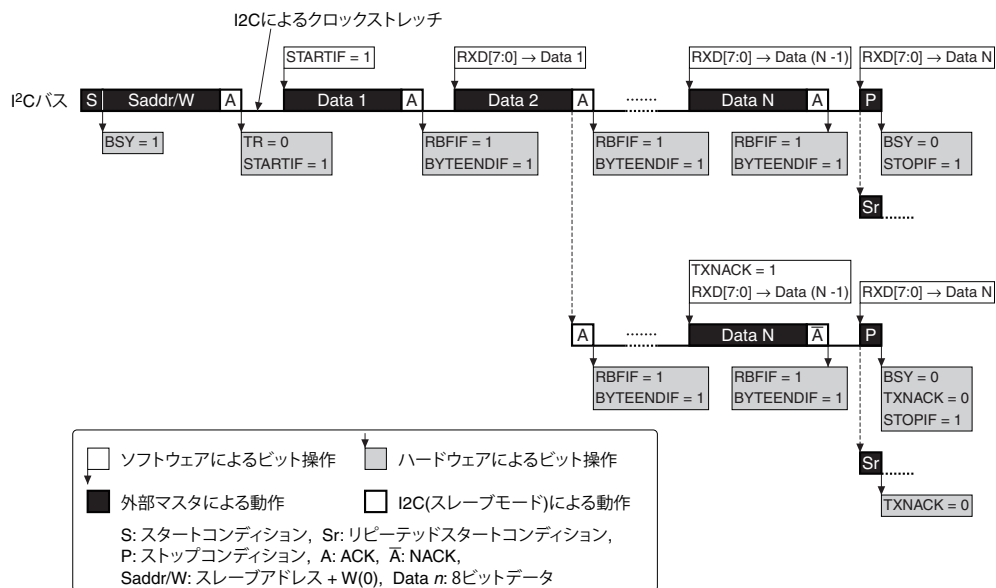 I2Cによるクロックストレッチ
STARTIF = 1
RXD[7:0] → Data 1
RXD[7:0] → Data (N -1)
RXD[7:0] → Data N
I²Cバス
S
Saddr/W
A
Data 1
A
Data 2
A
Data N
A
P
BSY = 1
TR = 0
STARTIF = 1
RBFIF = 1
BYTEENDIF = 1
RBFIF = 1
BYTEENDIF = 1
RBFIF = 1
BYTEENDIF = 1
BSY = 0
STOPIF = 1
Sr
TXNACK = 1
RXD[7:0] → Data (N -1)
RXD[7:0] → Data N
A
Data N
A̅
P
RBFIF = 1
BYTEENDIF = 1
RBFIF = 1
BYTEENDIF = 1
BSY = 0
TXNACK = 0
STOPIF = 1
Sr
TXNACK = 0
ソフトウェアによるビット操作
ハードウェアによるビット操作
外部マスタによる動作
I2C(スレーブモード)による動作
S: スタートコンディション, Sr: リピーテッドスタートコンディション,
P: ストップコンディション, A: ACK, A̅: NACK,
Saddr/W: スレーブアドレス + W(0), Data n: 8ビットデータ